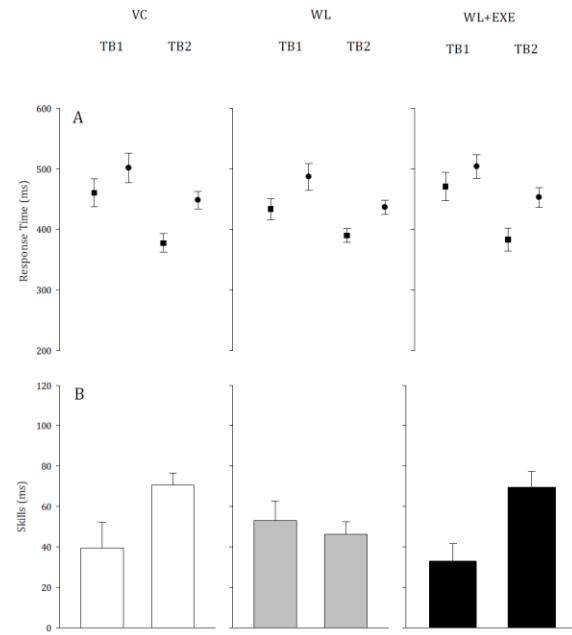 VC WL WL+EXE
TB1 TB2 TB1 TB2 TB1 TB2
A
600
500
400
300
200
Response Time (ms)
B
120
100
80
60
40
20
0
Skills (ms)